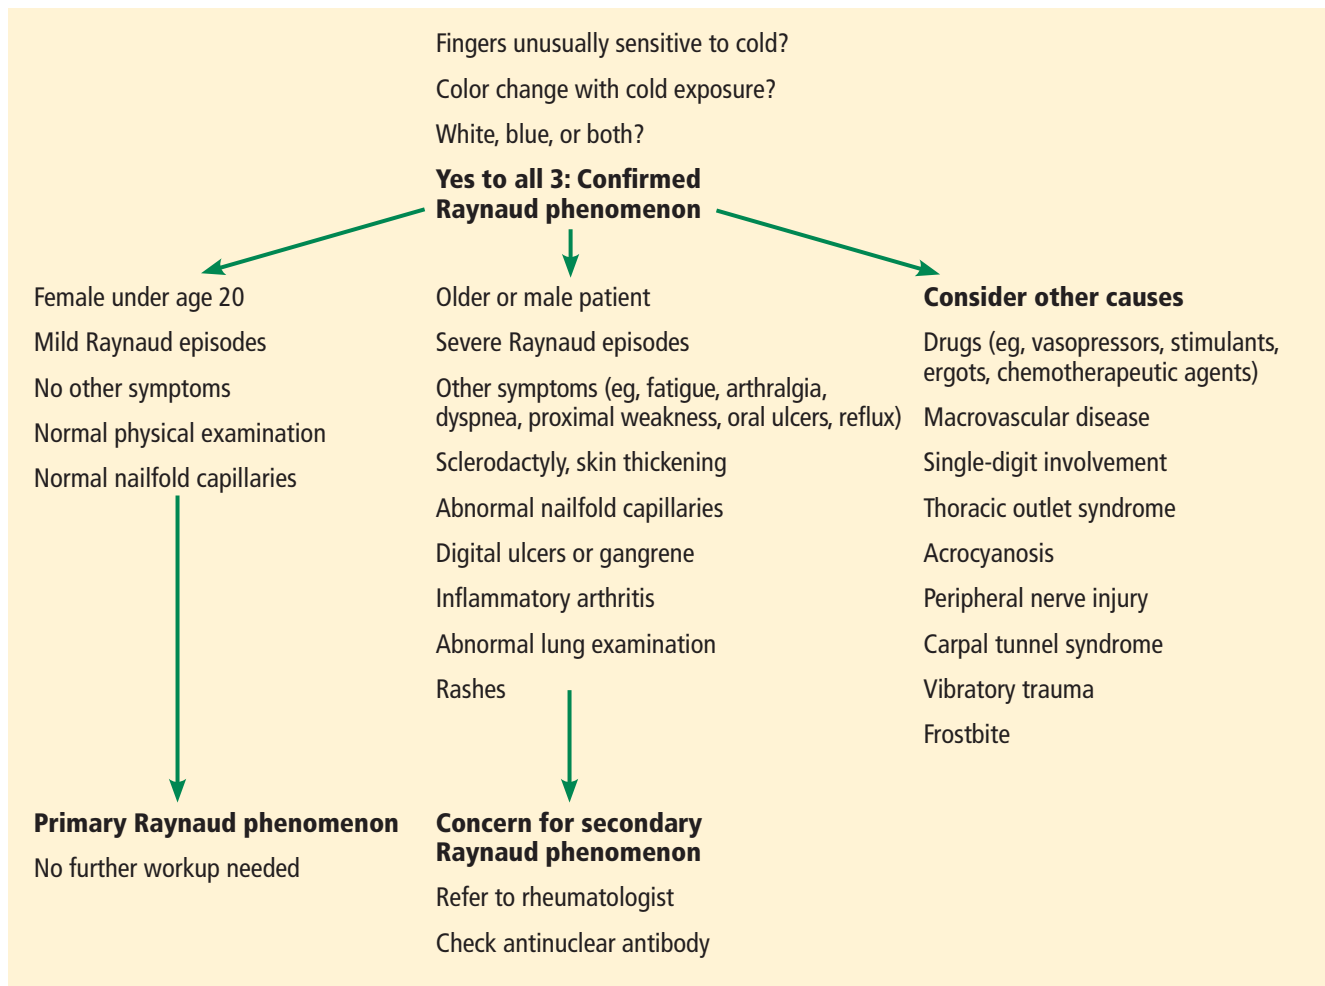 Fingers unusually sensitive to cold?
Color change with cold exposure?
White, blue, or both?
Yes to all 3: Confirmed
Raynaud phenomenon
Female under age 20
Mild Raynaud episodes
No other symptoms
Normal physical examination
Normal nailfold capillaries
Primary Raynaud phenomenon
No further workup needed
Older or male patient
Severe Raynaud episodes
Other symptoms (eg, fatigue, arthralgia,
dyspnea, proximal weakness, oral ulcers, reflux)
Sclerodactyly, skin thickening
Abnormal nailfold capillaries
Digital ulcers or gangrene
Inflammatory arthritis
Abnormal lung examination
Rashes
Concern for secondary
Raynaud phenomenon
Refer to rheumatologist
Check antinuclear antibody
Consider other causes
Drugs (eg, vasopressors, stimulants,
ergots, chemotherapeutic agents)
Macrovascular disease
Single-digit involvement
Thoracic outlet syndrome
Acrocyanosis
Peripheral nerve injury
Carpal tunnel syndrome
Vibratory trauma
Frostbite